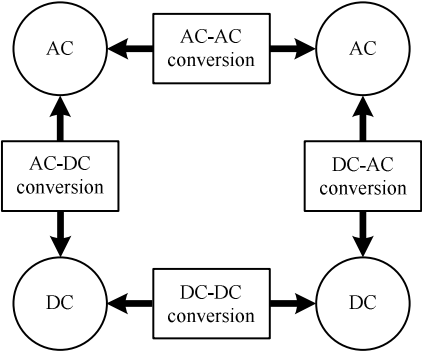 AC
AC-AC
conversion
AC
AC-DC
conversion
DC-AC
conversion
DC
DC-DC
conversion
DC